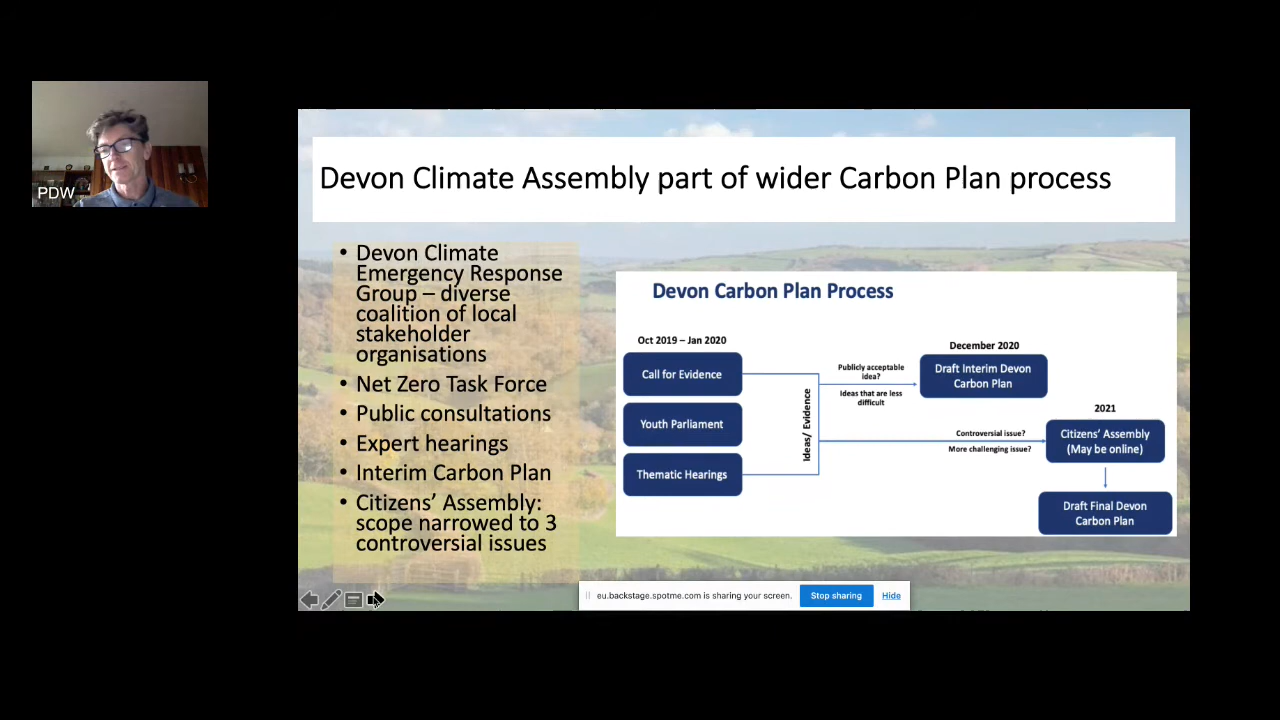 PDW
Devon Climate Assembly part of wider Carbon Plan process
• Devon Climate
Emergency Response
Group – diverse
coalition of local
stakeholder
organisations
• Net Zero Task Force
• Public consultations
• Expert hearings
• Interim Carbon Plan
• Citizens’ Assembly:
scope narrowed to 3
controversial issues
Devon Carbon Plan Process
Oct 2019 – Jan 2020
Call for Evidence
Youth Parliament
Thematic Hearings
Ideas/ Evidence
Publicly acceptable
idea?
Ideas that are less
difficult
December 2020
Draft Interim Devon
Carbon Plan
Controversial issue?
More challenging issue?
2021
Citizens’ Assembly
(May be online)
Draft Final Devon
Carbon Plan
eu.backstage.spotme.com is sharing your screen.
Stop sharing
Hide